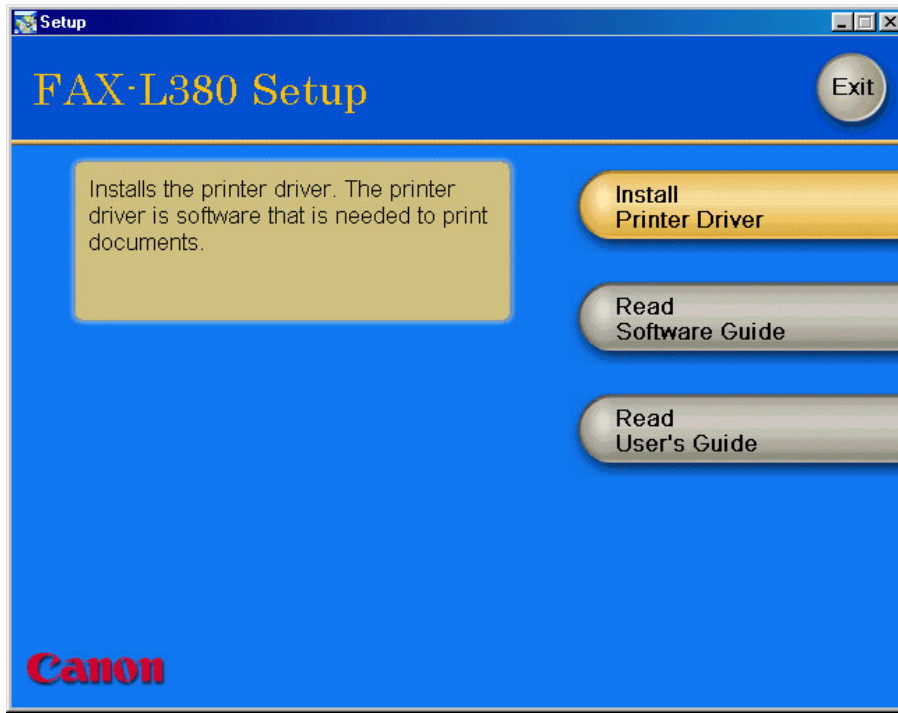 Setup
FAX-L380 Setup
Exit
Installs the printer driver. The printer
driver is software that is needed to print
documents.
Install
Printer Driver
Read
Software Guide
Read
User's Guide
Canon